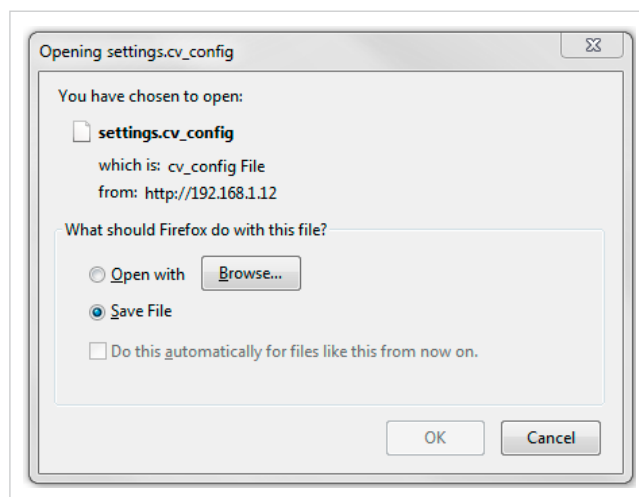 Opening settings.cv_config
You have chosen to open:
settings.cv_config
which is: cv_config File
from: http://192.168.1.12
What should Firefox do with this file?
Open with Browse...
Save File
Do this automatically for files like this from now on.
OK Cancel